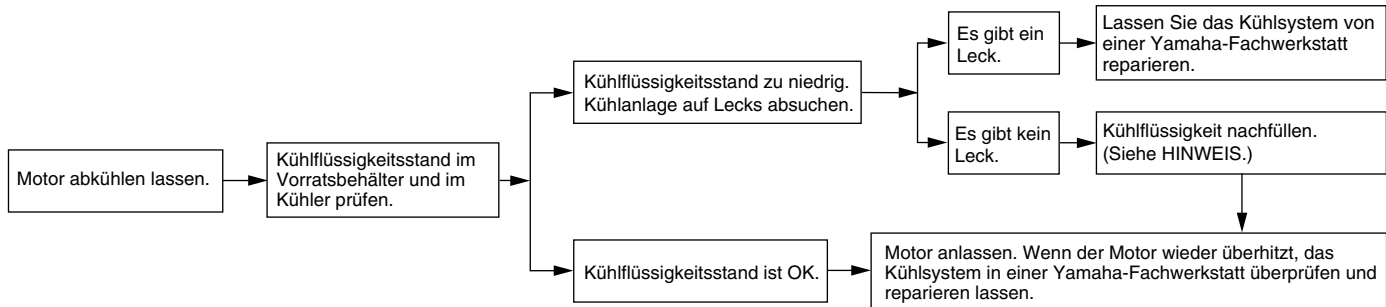 Motor abkühlen lassen.
Kühlflüssigkeitsstand im
Vorratsbehälter und im
Kühler prüfen.
Kühlflüssigkeitsstand zu niedrig.
Kühlanlage auf Lecks absuchen.
Es gibt ein
Leck.
Lassen Sie das Kühlsystem von
einer Yamaha-Fachwerkstatt
reparieren.
Es gibt kein
Leck.
Kühlflüssigkeit nachfüllen.
(Siehe HINWEIS.)
Kühlflüssigkeitsstand ist OK.
Motor anlassen. Wenn der Motor wieder überhitzt, das
Kühlsystem in einer Yamaha-Fachwerkstatt überprüfen und
reparieren lassen.